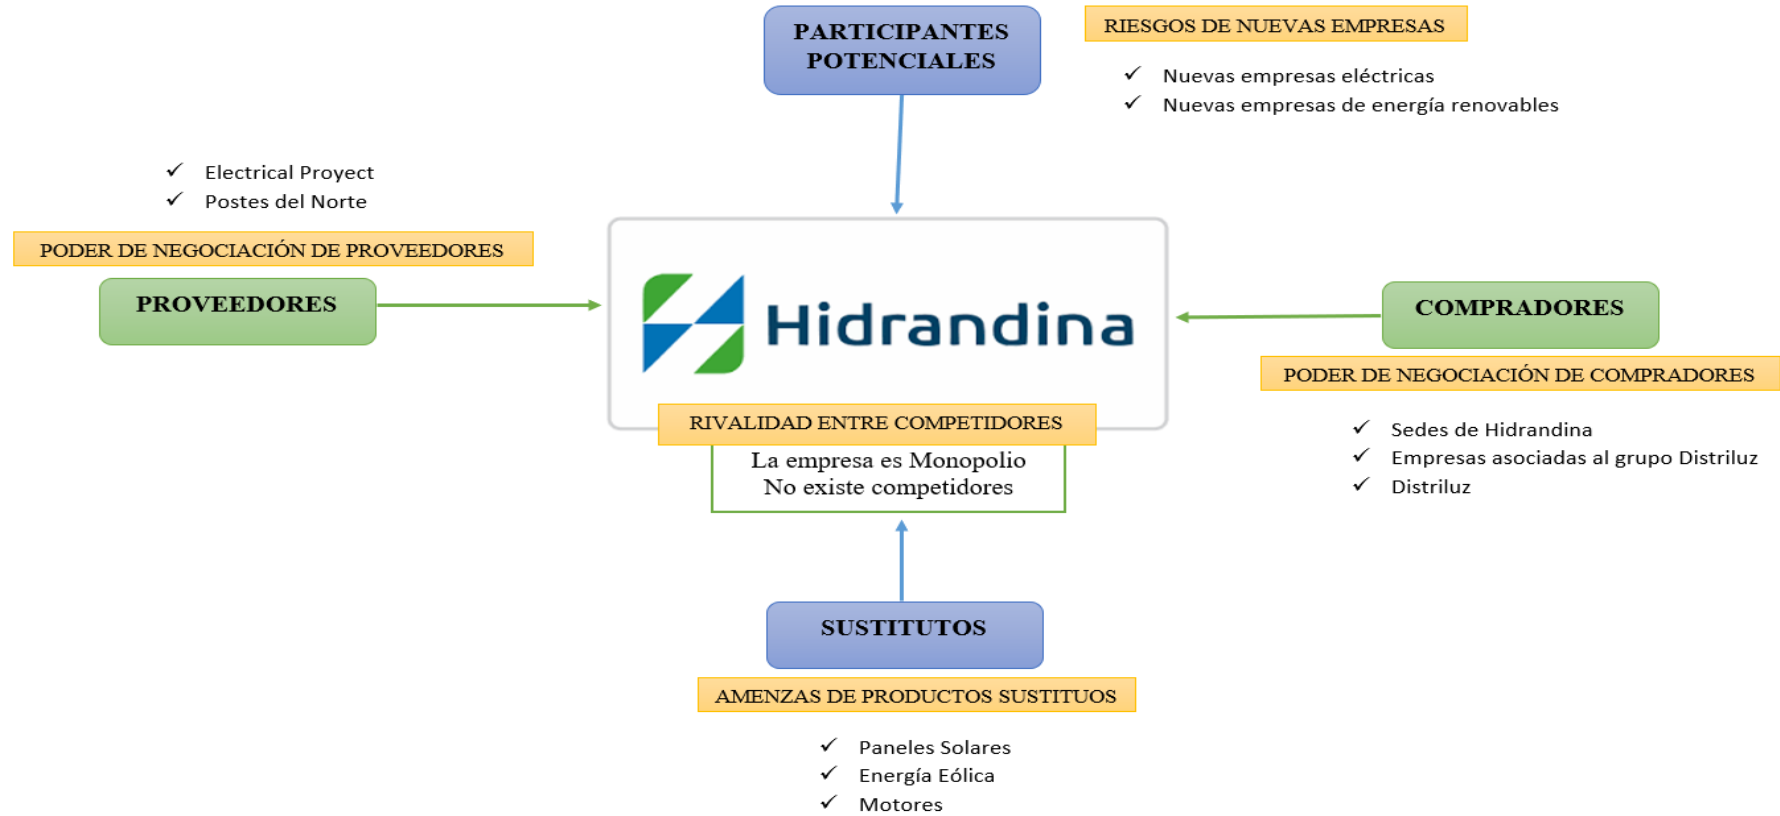 PARTICIPANTES
POTENCIALES
RIESGOS DE NUEVAS EMPRESAS
✓ Nuevas empresas eléctricas
✓ Nuevas empresas de energía renovables
✓ Electrical Proyect
✓ Postes del Norte
PODER DE NEGOCIACIÓN DE PROVEEDORES
PROVEEDORES
Hidrandina
RIVALIDAD ENTRE COMPETIDORES
La empresa es Monopolio
No existe competidores
COMPRADORES
PODER DE NEGOCIACIÓN DE COMPRADORES
✓ Sedes de Hidrandina
✓ Empresas asociadas al grupo Distriluz
✓ Distriluz
SUSTITUTOS
AMENZAS DE PRODUCTOS SUSTITUOS
✓ Paneles Solares
✓ Energía Eólica
✓ Motores